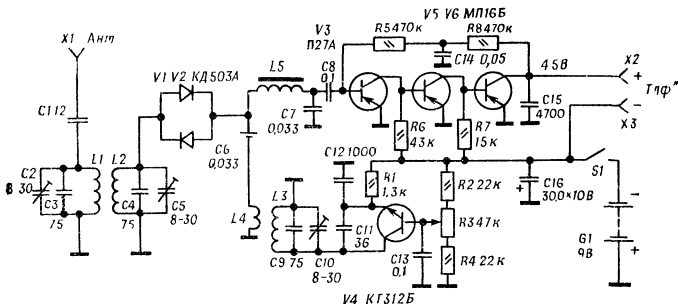 X1 Ант
C1 12
C2
8-30
C3
75
L1
L2
C4
75
C5
8-30
V1 V2 КД503А
C6
0,033
L4
L5
C7
0,033
C8
0,1
V3
П27А
R5 470к
V5 V6 МП16Б
R8 470к
C14 0,05
4,5В
X2
+
Тлф"
−
X3
C15
4700
R6
43к
R7
15к
C12 1000
R1
1,3к
L3
C9 75
C10
8-30
C11
36
V4 КТ312Б
C13
0,1
R2 22к
R3 47к
R4 22к
+
C16
30,0×10В
S1
−
G1
9В
+